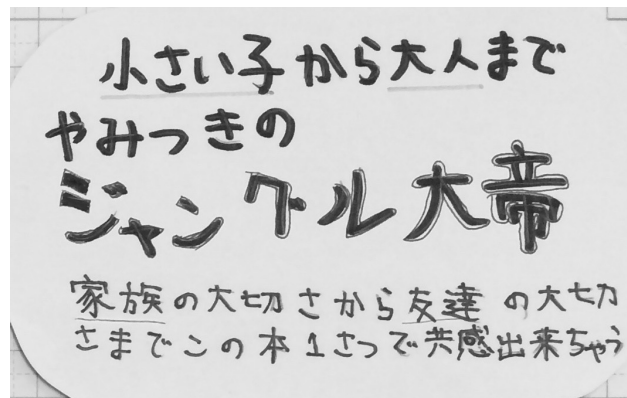 小さい子から大人まで
やみつきの
ジャングル大帝
家族の大切さから友達の大切
さまでこの本1さつで共感出来ちゃう